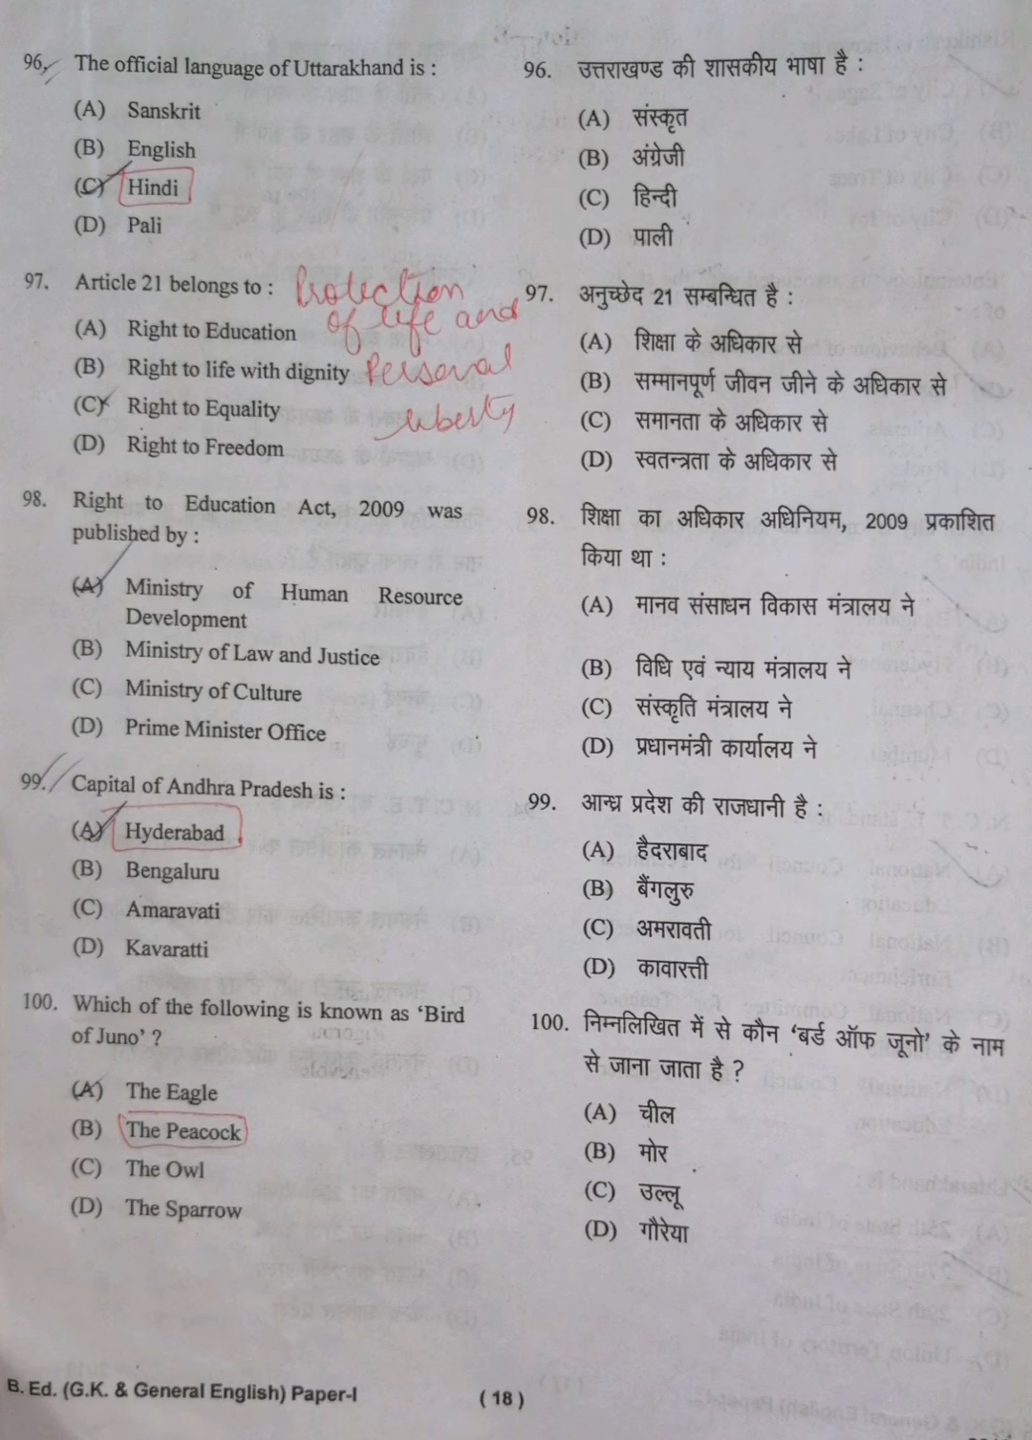 96. The official language of Uttarakhand is :
(A) Sanskrit
(B) English
(C) Hindi
(D) Pali
97. Article 21 belongs to : Protection
of life and
(A) Right to Education
(B) Right to life with dignity Personal
(C) Right to Equality liberty
(D) Right to Freedom
98. Right to Education Act, 2009 was
published by :
(A) Ministry of Human Resource
Development
(B) Ministry of Law and Justice
(C) Ministry of Culture
(D) Prime Minister Office
99. Capital of Andhra Pradesh is :
(A) Hyderabad
(B) Bengaluru
(C) Amaravati
(D) Kavaratti
100. Which of the following is known as ‘Bird
of Juno’ ?
(A) The Eagle
(B) The Peacock
(C) The Owl
(D) The Sparrow
96. उत्तराखण्ड की शासकीय भाषा है :
(A) संस्कृत
(B) अंग्रेजी
(C) हिन्दी
(D) पाली
97. अनुच्छेद 21 सम्बन्धित है :
(A) शिक्षा के अधिकार से
(B) सम्मानपूर्ण जीवन जीने के अधिकार से
(C) समानता के अधिकार से
(D) स्वतन्त्रता के अधिकार से
98. शिक्षा का अधिकार अधिनियम, 2009 प्रकाशित
किया था :
(A) मानव संसाधन विकास मंत्रालय ने
(B) विधि एवं न्याय मंत्रालय ने
(C) संस्कृति मंत्रालय ने
(D) प्रधानमंत्री कार्यालय ने
99. आन्ध्र प्रदेश की राजधानी है :
(A) हैदराबाद
(B) बैंगलुरु
(C) अमरावती
(D) कावारत्ती
100. निम्नलिखित में से कौन ‘बर्ड ऑफ जूनो’ के नाम
से जाना जाता है ?
(A) चील
(B) मोर
(C) उल्लू
(D) गौरेया
B. Ed. (G.K. & General English) Paper-I
( 18 )